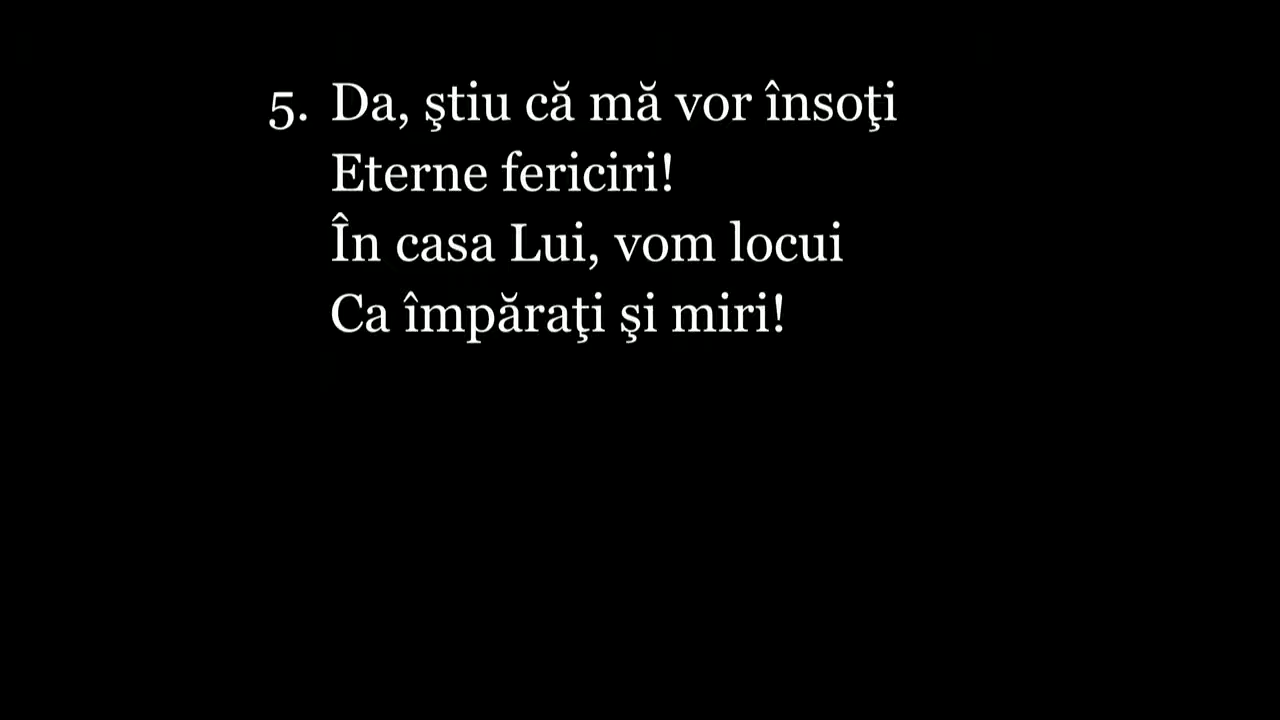 5. Da, ştiu că mă vor însoţi
Eterne fericiri!
În casa Lui, vom locui
Ca împăraţi şi miri!